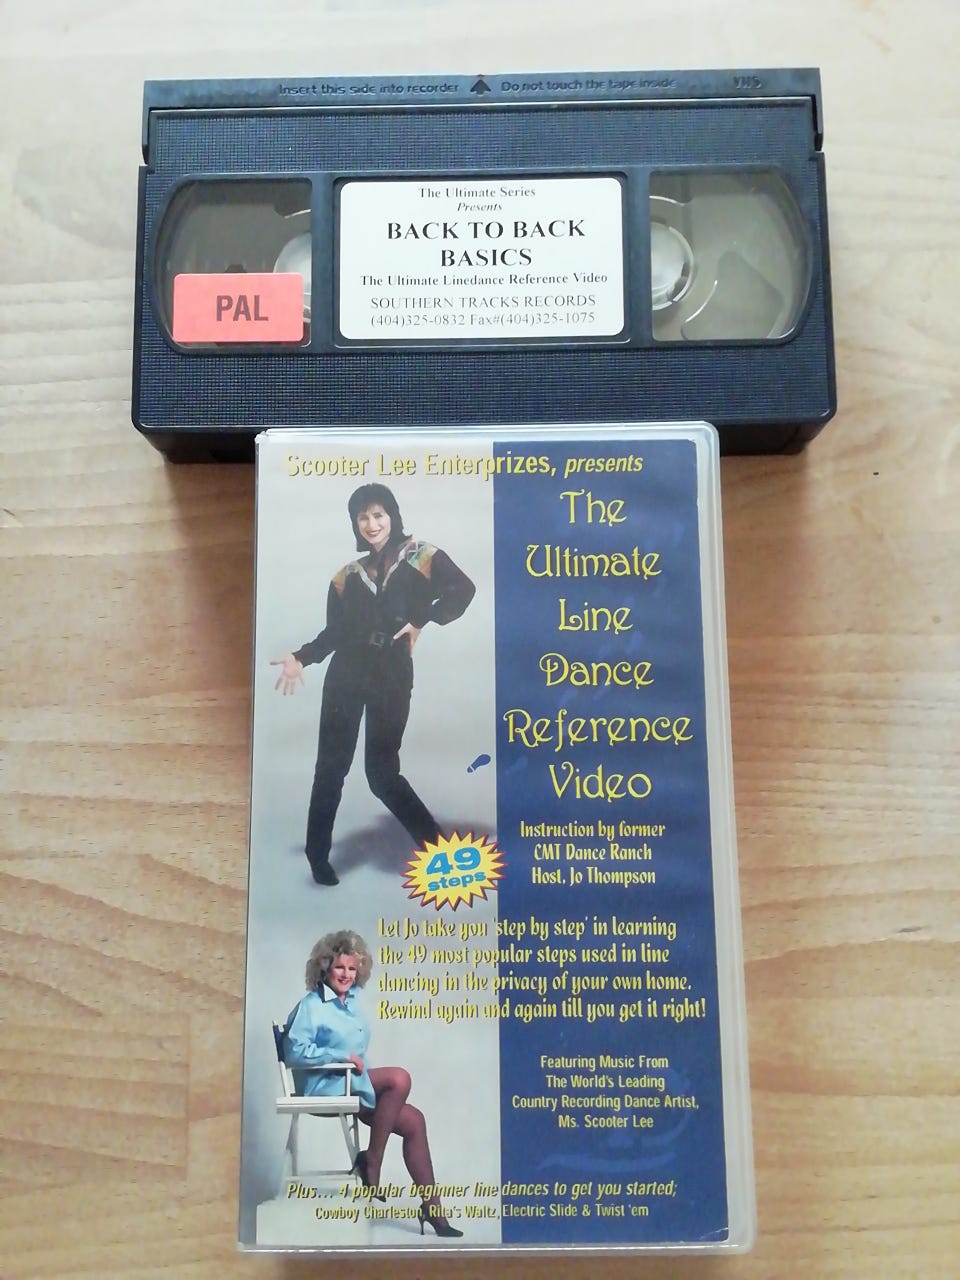 Insert this side into recorder Do not touch the tape inside VHS
The Ultimate Series
Presents
BACK TO BACK
BASICS
The Ultimate Linedance Reference Video
SOUTHERN TRACKS RECORDS
(404)325-0832 Fax#(404)325-1075
PAL
Scooter Lee Enterprizes, presents
The
Ultimate
Line
Dance
Reference
Video
Instruction by former
CMT Dance Ranch
Host, Jo Thompson
49
steps
Let Jo take you 'step by step' in learning
the 49 most popular steps used in line
dancing in the privacy of your own home.
Rewind again and again till you get it right!
Featuring Music From
The World's Leading
Country Recording Dance Artist,
Ms. Scooter Lee
Plus... 4 popular beginner line dances to get you started;
Cowboy Charleston, Rita's Waltz, Electric Slide & Twist 'em